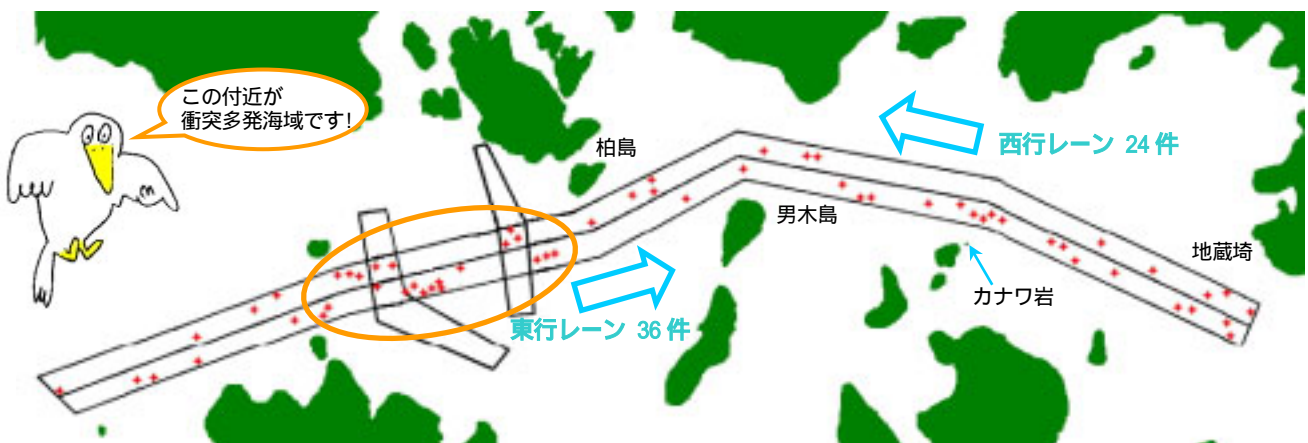 この付近が
衝突多発海域です!
柏島
西行レーン 24 件
男木島
地蔵埼
カナワ岩
東行レーン 36 件